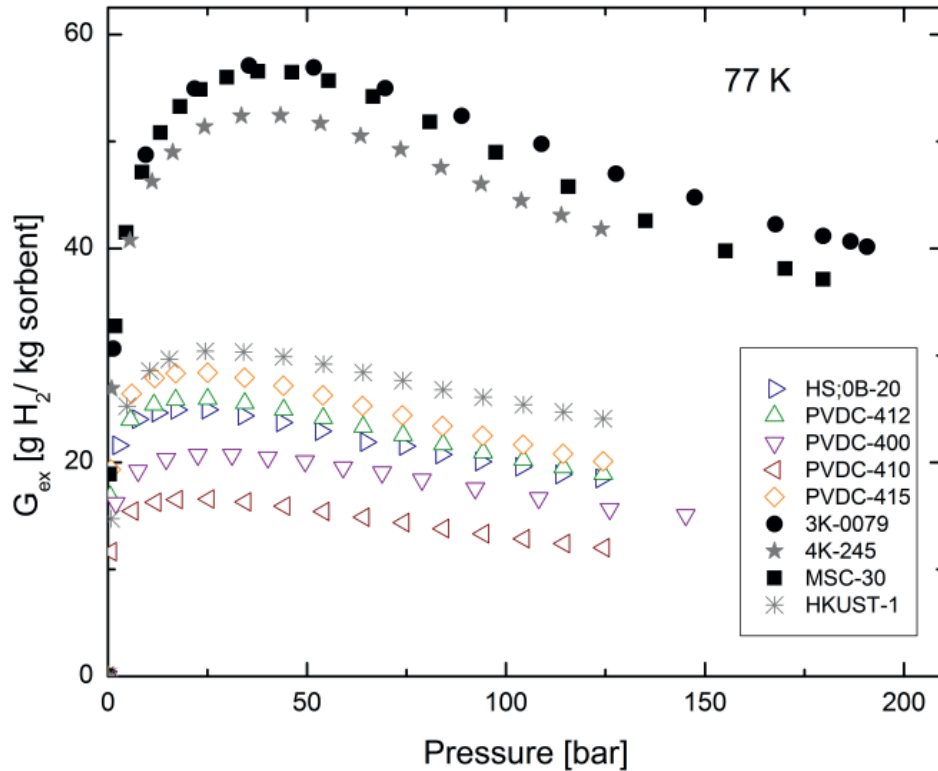 77 K
G_ex [g H₂/ kg sorbent]
60
40
20
0
HS;0B-20
PVDC-412
PVDC-400
PVDC-410
PVDC-415
3K-0079
4K-245
MSC-30
HKUST-1
0 50 100 150 200
Pressure [bar]